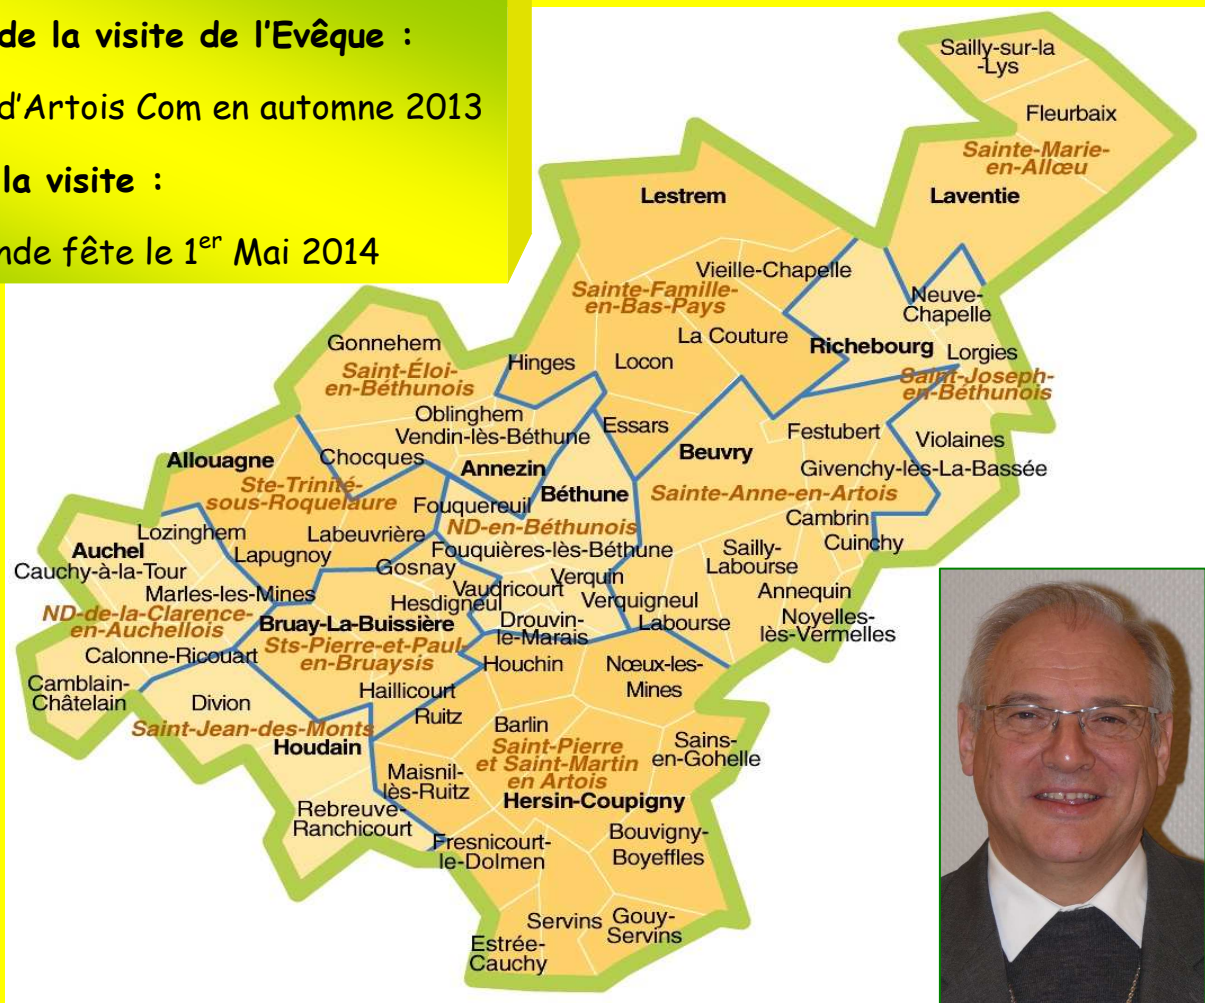 de la visite de l'Evêque :
d'Artois Com en automne 2013
la visite :
nde fête le 1er Mai 2014
Sailly-sur-la
-Lys
Fleurbaix
Sainte-Marie-
en-Allœu
Laventie
Lestrem
Vieille-Chapelle
Sainte-Famille-
en-Bas-Pays
Neuve-
Chapelle
La Couture
Richebourg
Lorgies
Gonnehem
Saint-Éloi-
en-Béthunois
Hinges
Locon
Saint-Joseph-
en-Béthunois
Oblinghem
Vendin-lès-Béthune
Essars
Festubert
Violaines
Allouagne
Chocques
Annezin
Beuvry
Givenchy-lès-La-Bassée
Ste-Trinité-
sous-Roquelaure
Fouquereuil
Béthune
Sainte-Anne-en-Artois
ND-en-Béthunois
Cambrin
Cuinchy
Lozinghem
Labeuvrière
Fouquières-lès-Béthune
Sailly-
Labourse
Auchel
Lapugnoy
Gosnay
Cauchy-à-la-Tour
Marles-les-Mines
Hesdigneul
Vaudricourt
Verquin
Verquigneul
Annequin
ND-de-la-Clarence-
en-Auchellois
Bruay-La-Buissière
Drouvin-
le-Marais
Labourse
Noyelles-
lès-Vermelles
Sts-Pierre-et-Paul-
en-Bruaysis
Calonne-Ricouart
Houchin
Nœux-les-
Mines
Camblain-
Châtelain
Divion
Haillicourt
Ruitz
Barlin
Saint-Jean-des-Monts
Houdain
Saint-Pierre
et Saint-Martin
en Artois
Sains-
en-Gohelle
Maisnil-
lès-Ruitz
Hersin-Coupigny
Rebreuve-
Ranchicourt
Fresnicourt-
le-Dolmen
Bouvigny-
Boyeffles
Servins
Gouy-
Servins
Estrée-
Cauchy